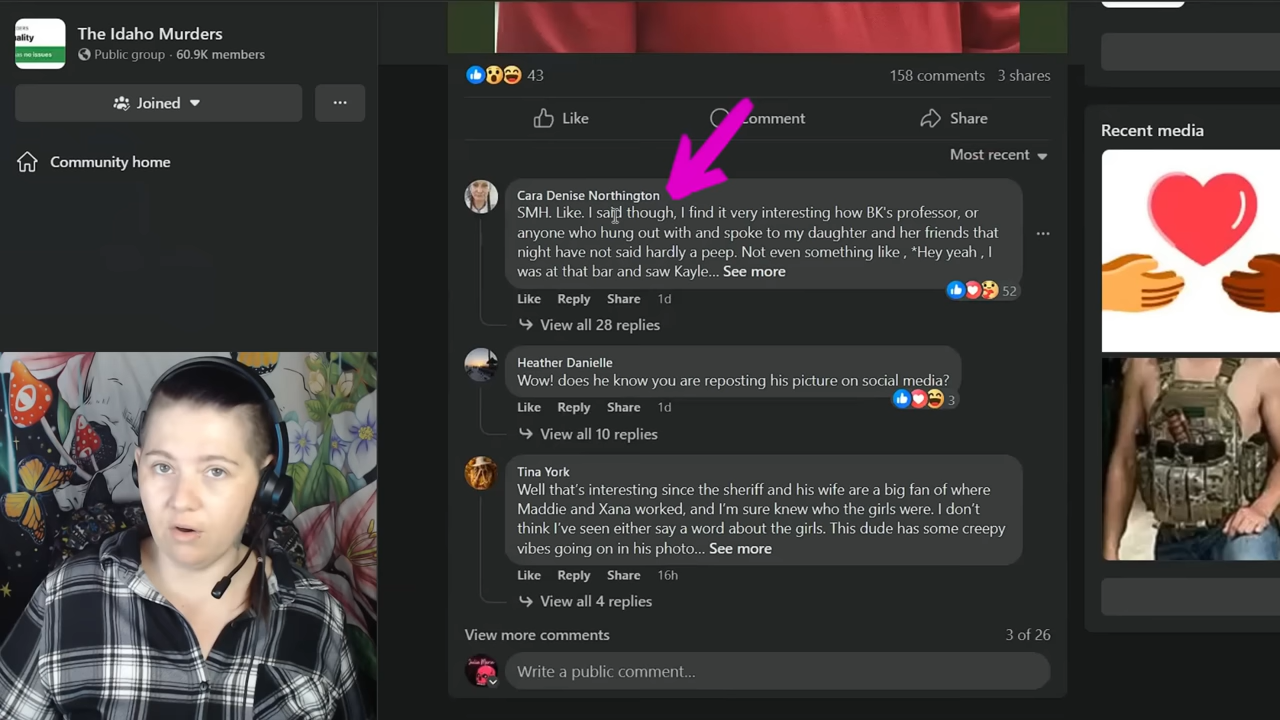 ality
us no issues
The Idaho Murders
Public group · 60.9K members
Joined
Community home
43
158 comments 3 shares
Like
Comment
Share
Most recent
Cara Denise Northington
SMH. Like. I said though, I find it very interesting how BK's professor, or
anyone who hung out with and spoke to my daughter and her friends that
night have not said hardly a peep. Not even something like , *Hey yeah , I
was at that bar and saw Kayle... See more
52
Like Reply Share 1d
View all 28 replies
Heather Danielle
Wow! does he know you are reposting his picture on social media?
3
Like Reply Share 1d
View all 10 replies
Tina York
Well that's interesting since the sheriff and his wife are a big fan of where
Maddie and Xana worked, and I'm sure knew who the girls were. I don't
think I've seen either say a word about the girls. This dude has some creepy
vibes going on in his photo... See more
Like Reply Share 16h
View all 4 replies
View more comments
3 of 26
Write a public comment...
Recent media